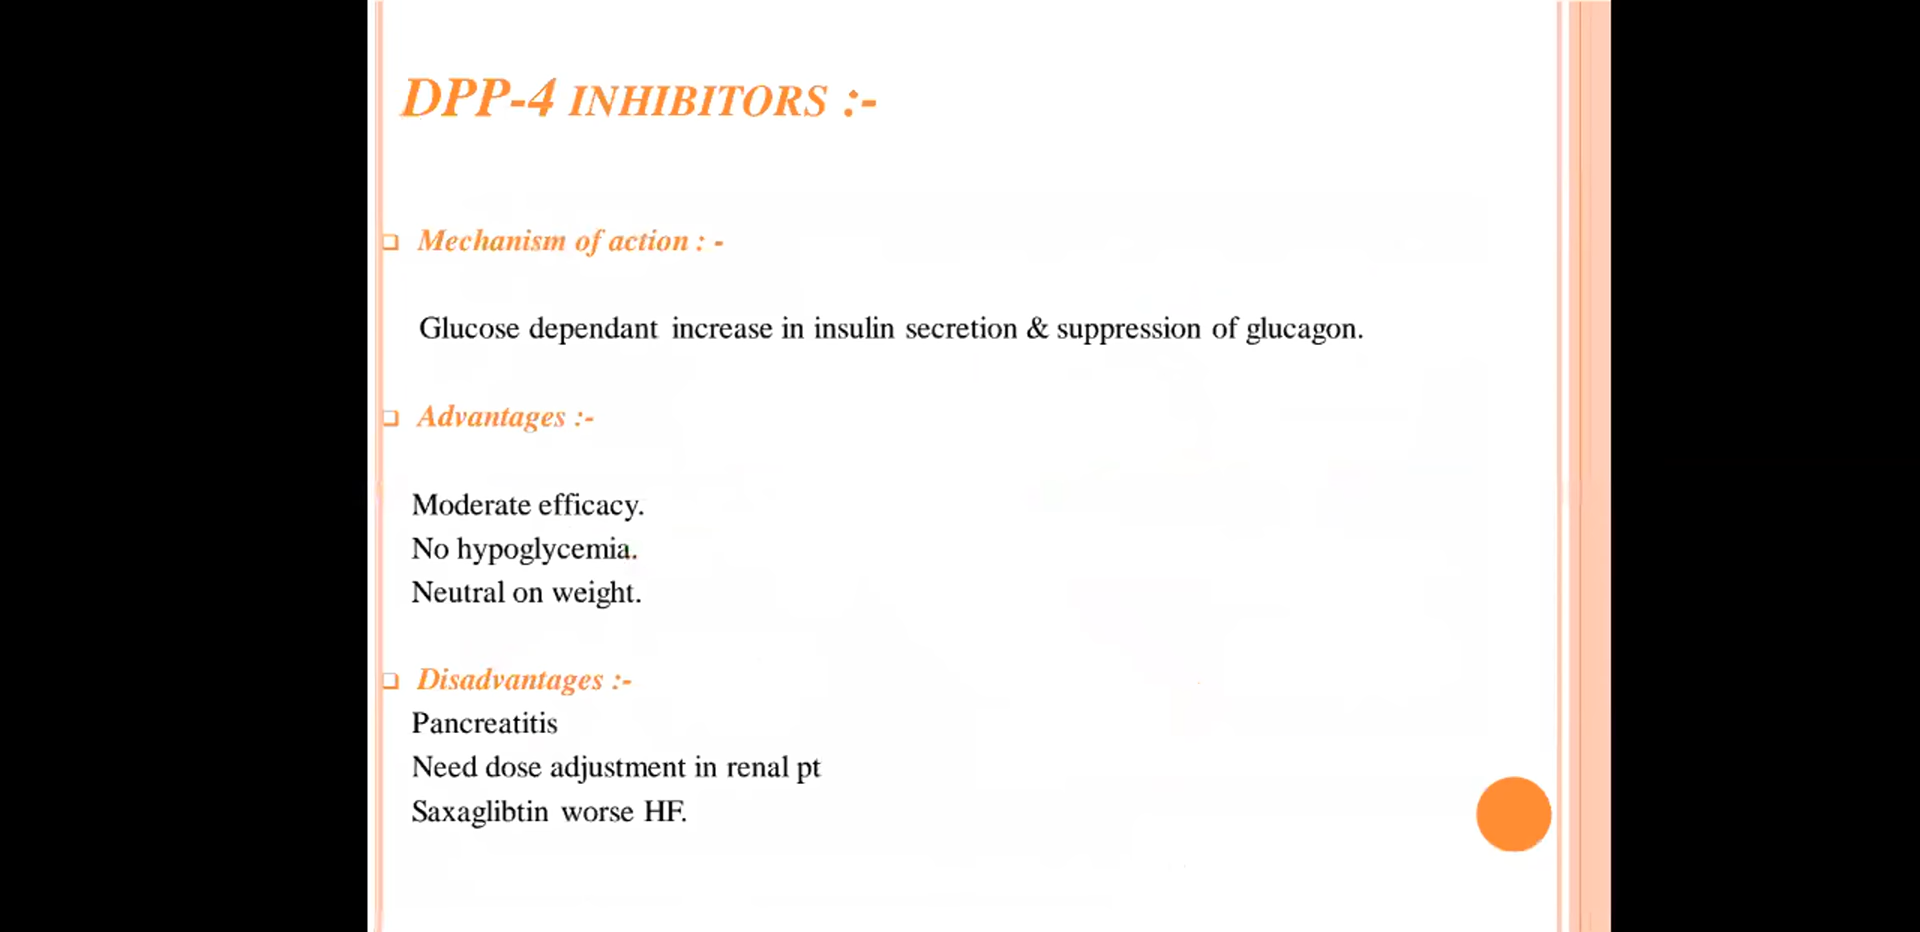 DPP-4 INHIBITORS :-
Mechanism of action : -
Glucose dependant increase in insulin secretion & suppression of glucagon.
Advantages :-
Moderate efficacy.
No hypoglycemia.
Neutral on weight.
Disadvantages :-
Pancreatitis
Need dose adjustment in renal pt
Saxaglibtin worse HF.